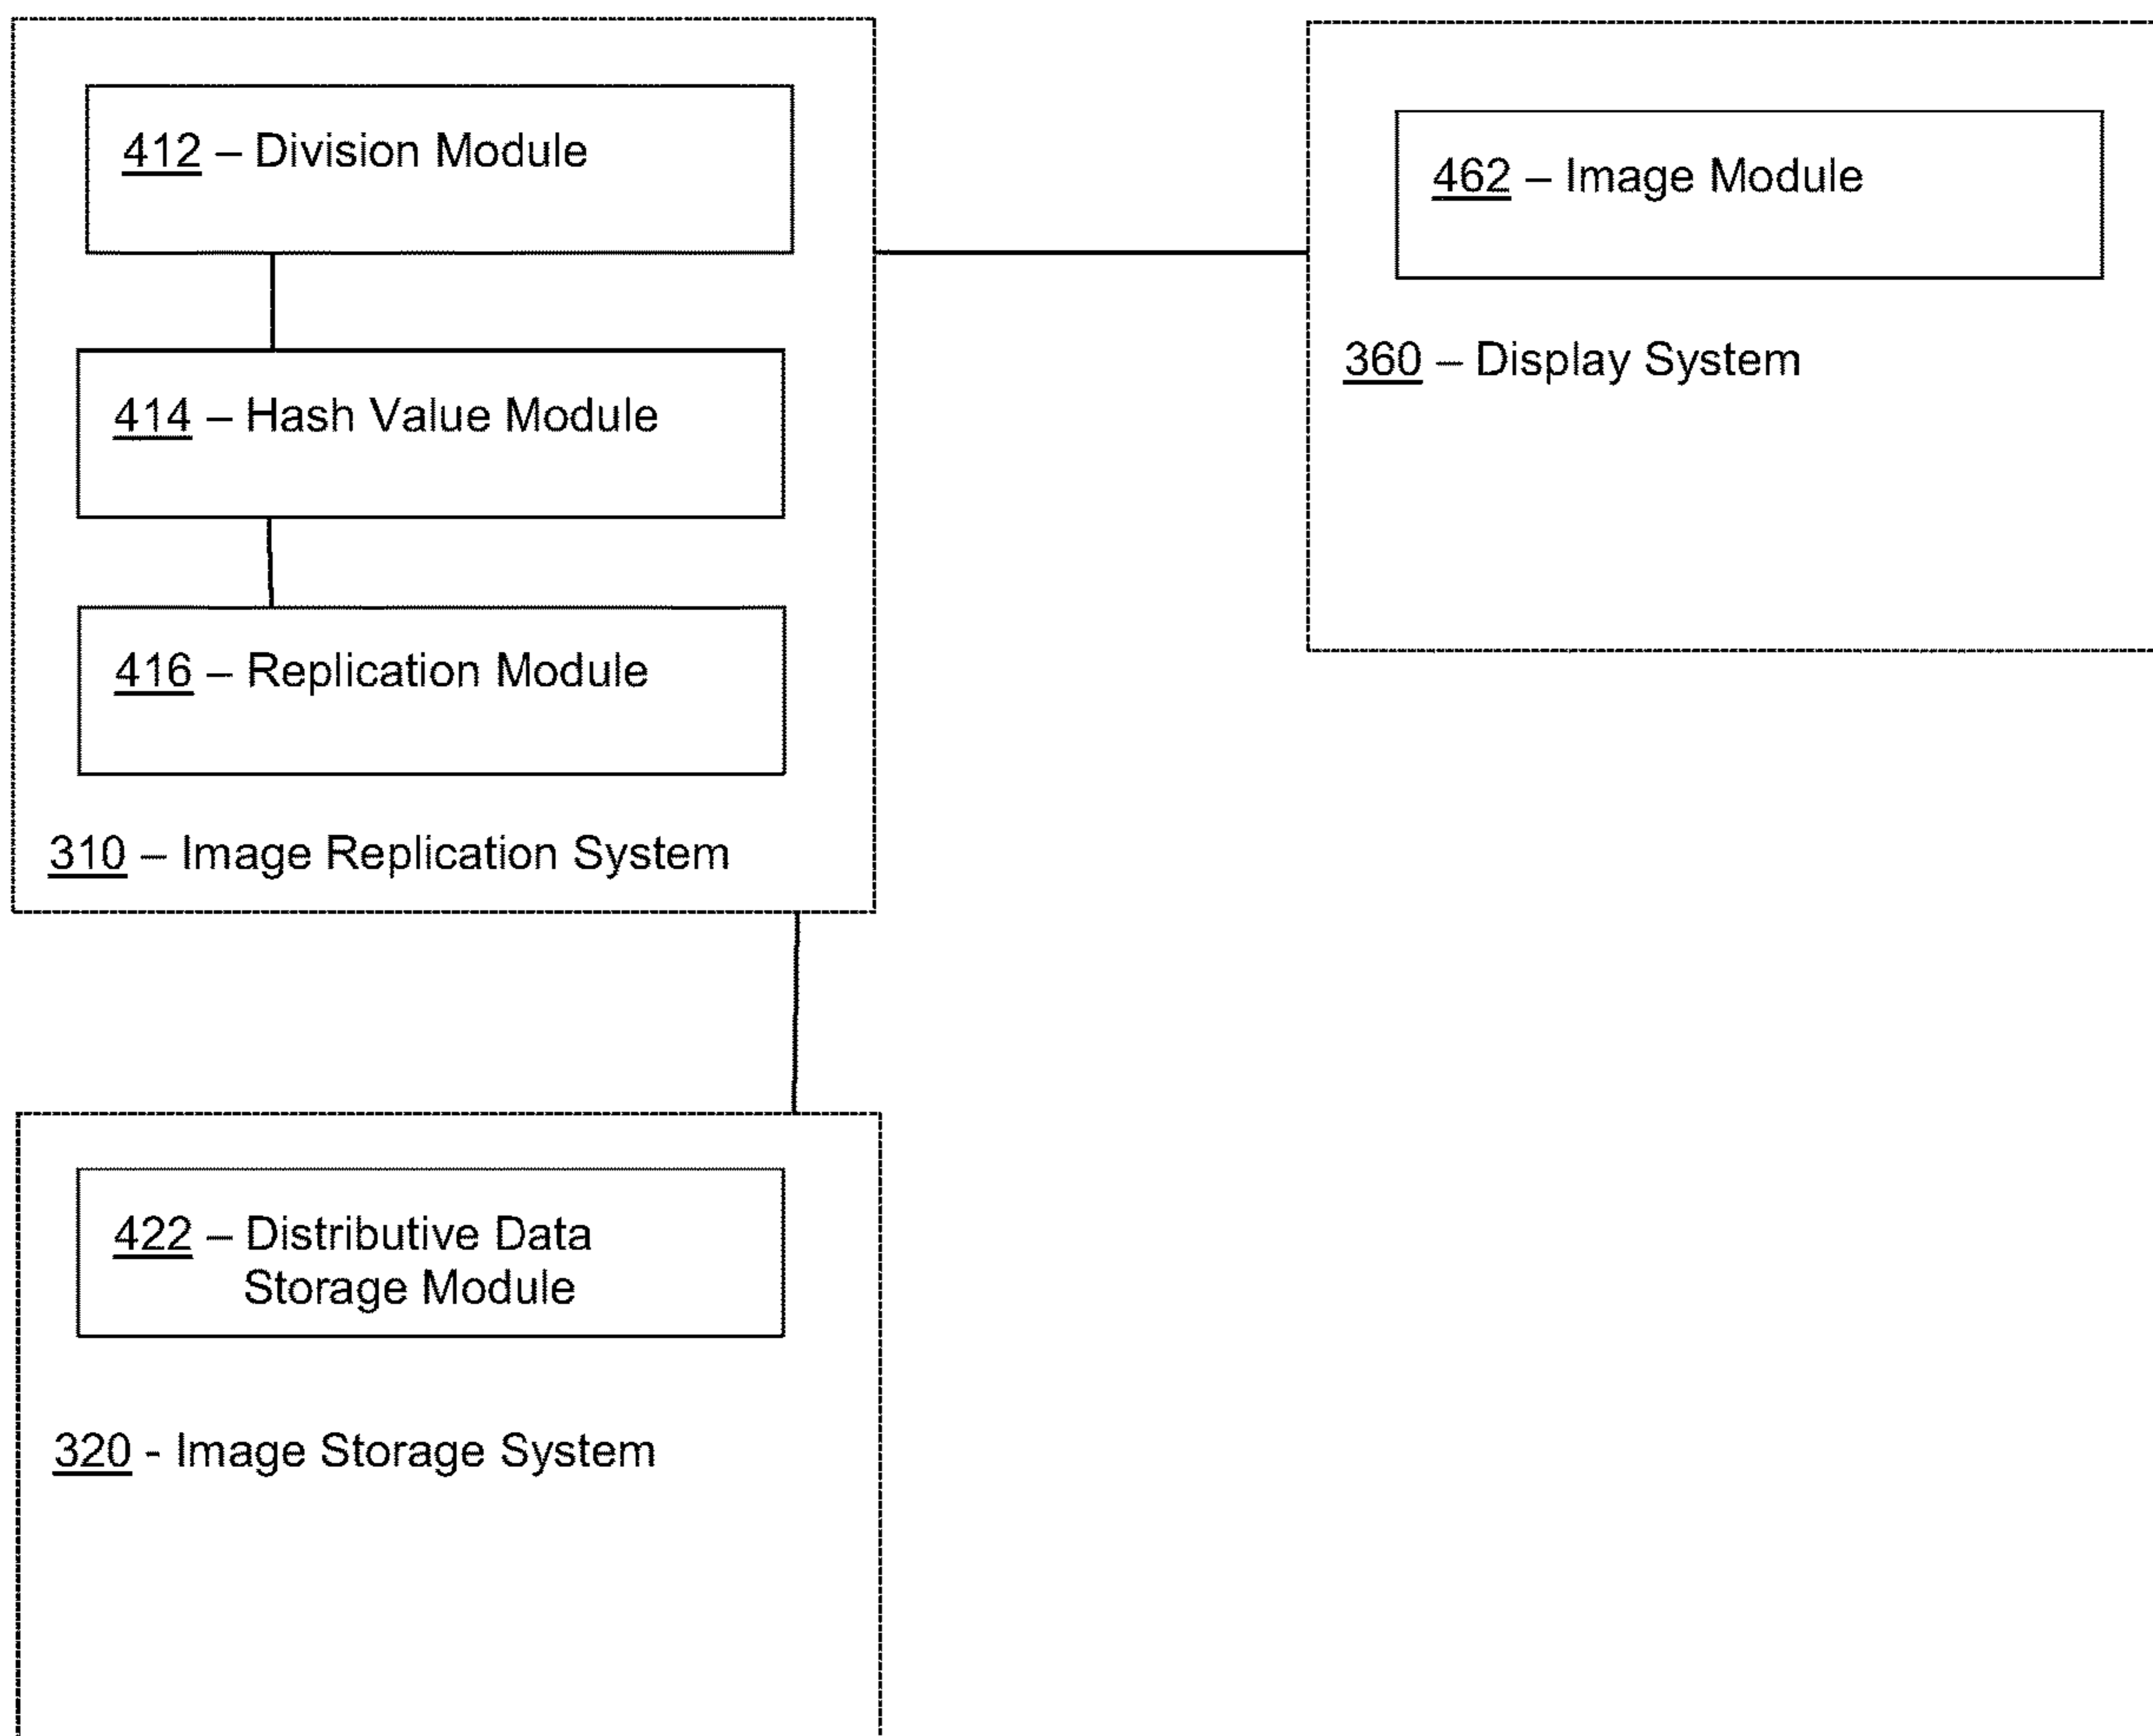 412 – Division Module
414 – Hash Value Module
416 – Replication Module
310 – Image Replication System
462 – Image Module
360 – Display System
422 – Distributive Data
Storage Module
320 - Image Storage System